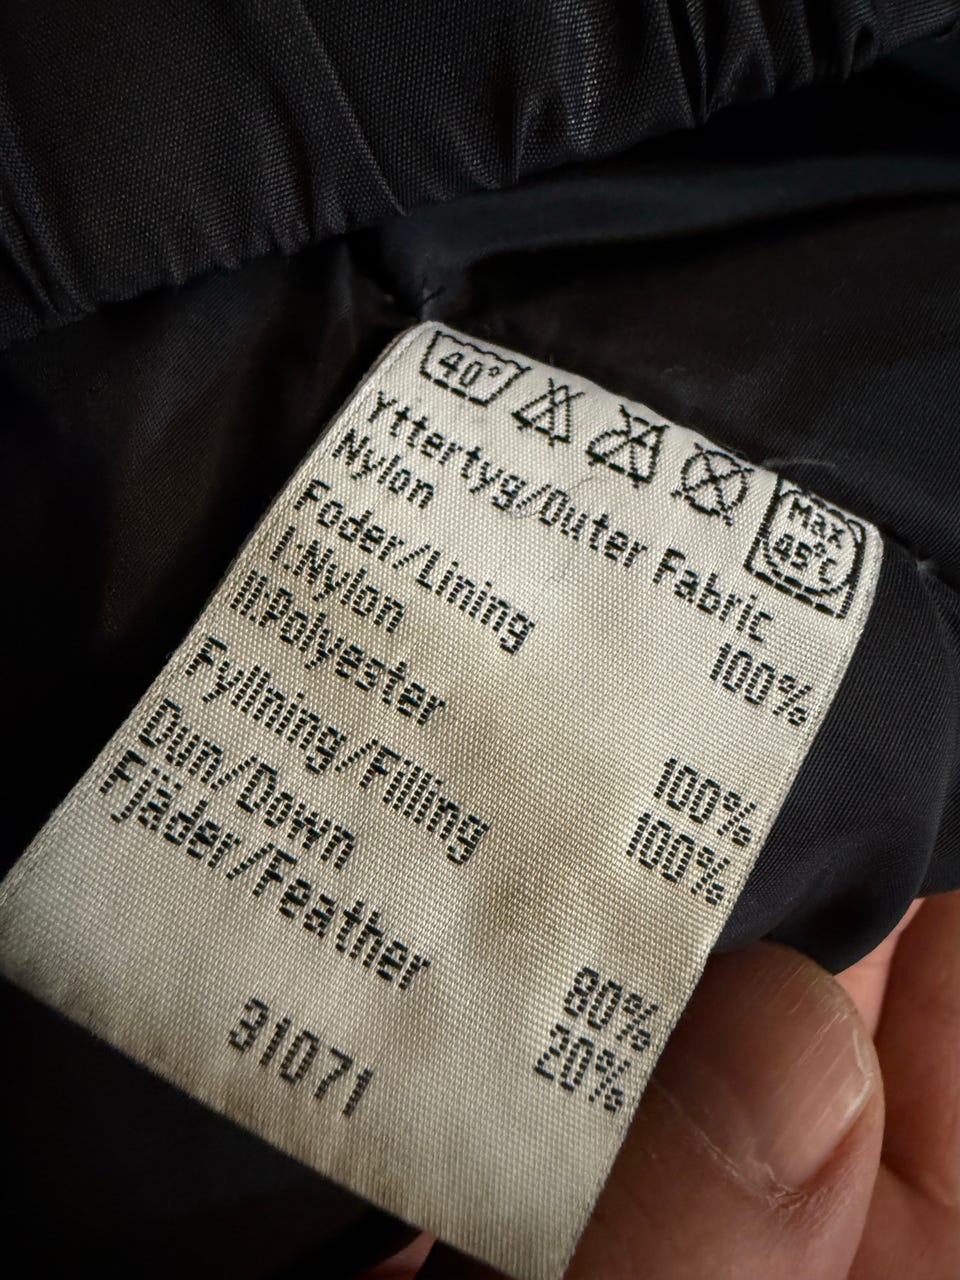 40°
Max
45°C
Yttertyg/Outer Fabric
Nylon 100%
Foder/Lining
I:Nylon 100%
II:Polyester 100%
Fyllning/Filling
Dun/Down 80%
Fjäder/Feather 20%
31071